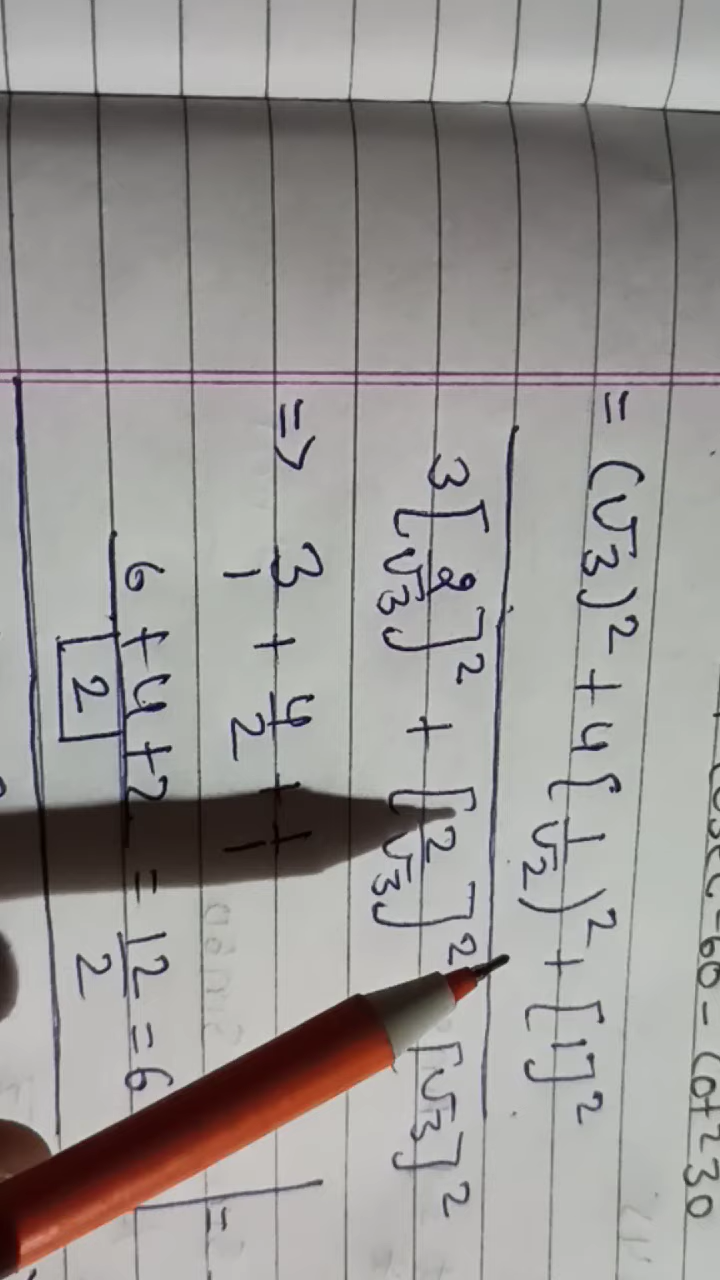 cosec²60 - Cot²30
= (√3)² + 4[1/√2)² + [1]²
3[2/√3]² + [2/√3]² - [√3]²
=> 3/1 + 4/2 + 1/1
6 + 4 + 2 / 2 = 12/2 = 6
=